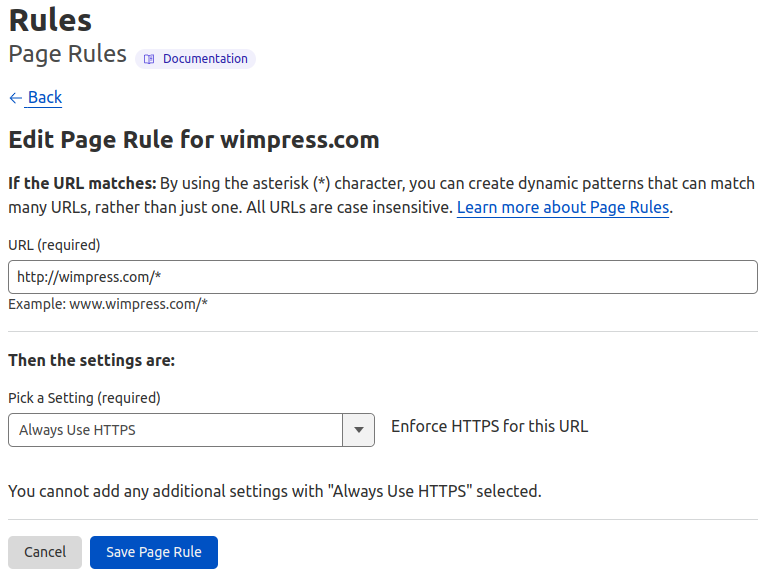 Rules
Page Rules Documentation
← Back
Edit Page Rule for wimpress.com
If the URL matches: By using the asterisk (*) character, you can create dynamic patterns that can match
many URLs, rather than just one. All URLs are case insensitive. Learn more about Page Rules.
URL (required)
http://wimpress.com/*
Example: www.wimpress.com/*
Then the settings are:
Pick a Setting (required)
Always Use HTTPS Enforce HTTPS for this URL
You cannot add any additional settings with "Always Use HTTPS" selected.
Cancel Save Page Rule